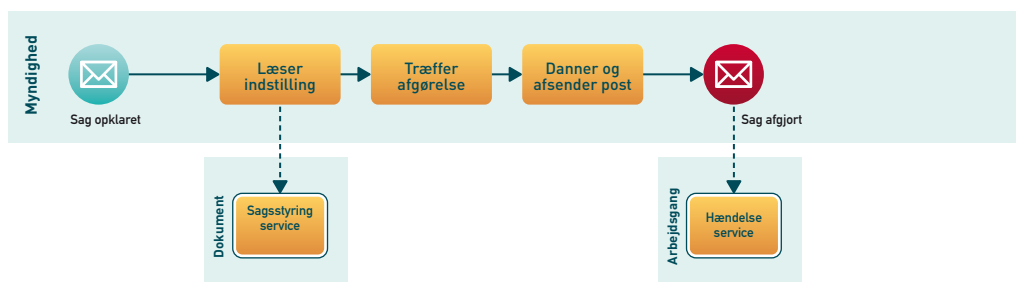 Myndighed
Sag opklaret
Læser
indstilling
Træffer
afgørelse
Danner og
afsender post
Sag afgjort
Dokument
Sagsstyring
service
Arbejdsgang
Hændelse
service